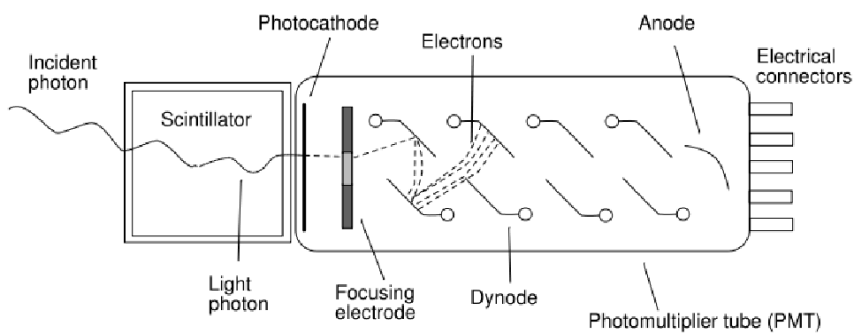 Photocathode
Electrons
Anode
Incident
photon
Electrical
connectors
Scintillator
Light
photon
Focusing
electrode
Dynode
Photomultiplier tube (PMT)